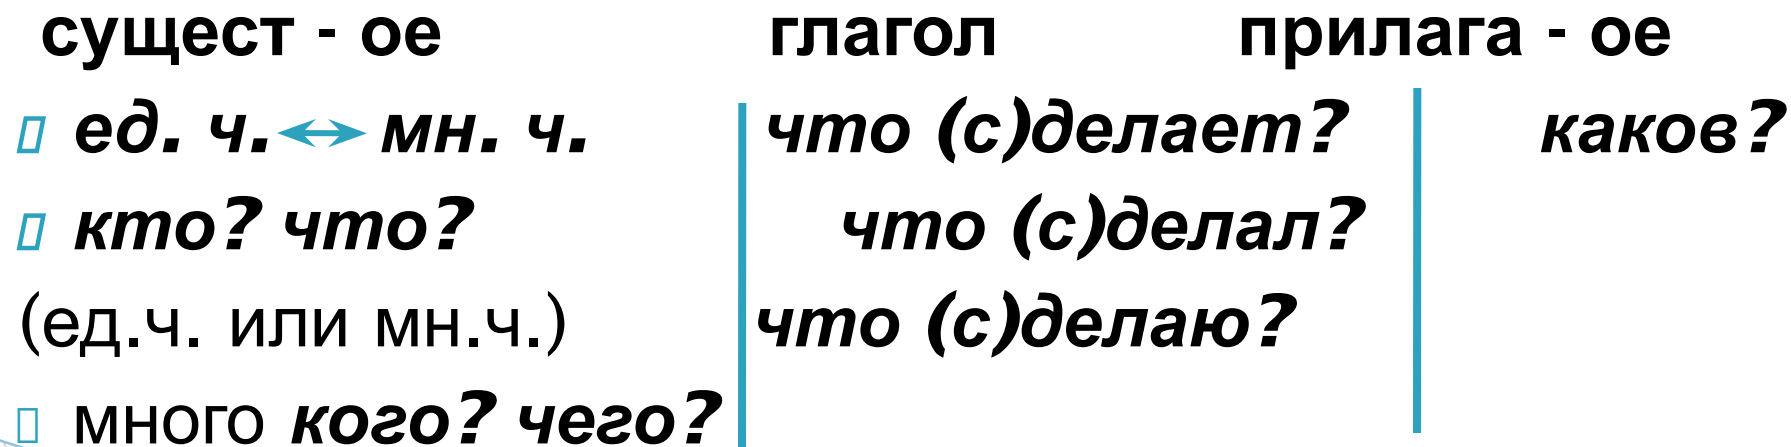 сущест - ое глагол прилага - ое
ед. ч. ↔ мн. ч. что (с)делает? каков?
кто? что? что (с)делал?
(ед.ч. или мн.ч.) что (с)делаю?
много кого? чего?